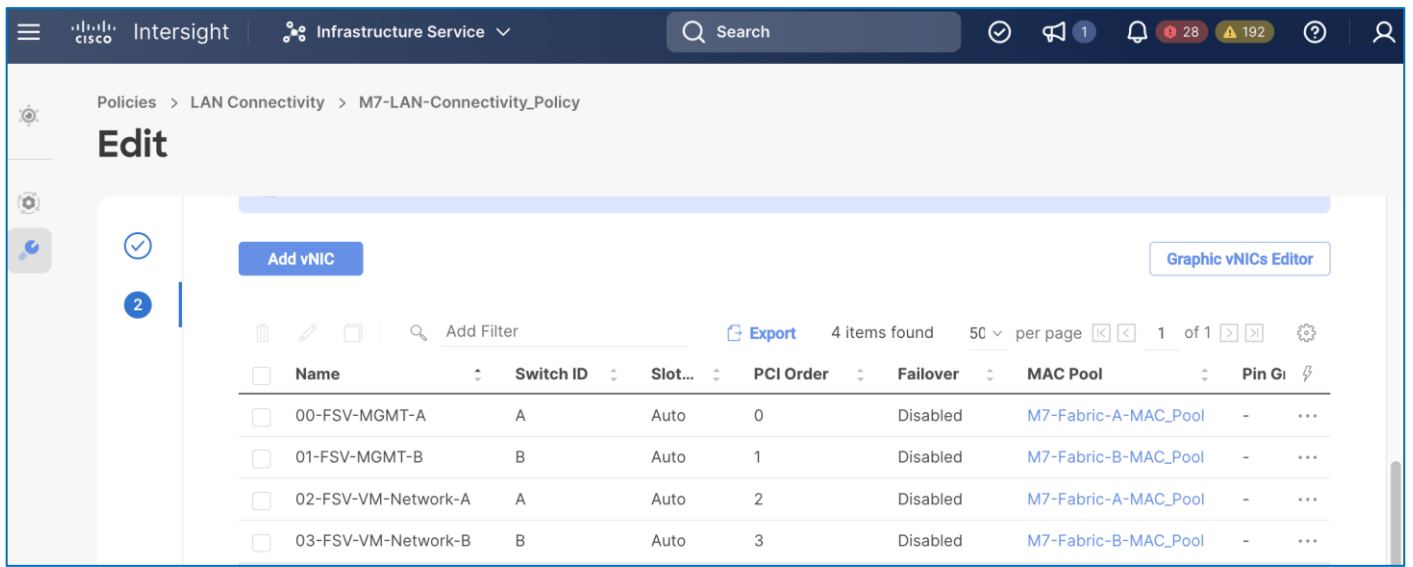 cisco Intersight Infrastructure Service Search 1 28 192
Policies > LAN Connectivity > M7-LAN-Connectivity_Policy
Edit
Add vNIC Graphic vNICs Editor
2
Add Filter Export 4 items found 50 per page 1 of 1
Name Switch ID Slot... PCI Order Failover MAC Pool Pin Gr
00-FSV-MGMT-A A Auto 0 Disabled M7-Fabric-A-MAC_Pool - ...
01-FSV-MGMT-B B Auto 1 Disabled M7-Fabric-B-MAC_Pool - ...
02-FSV-VM-Network-A A Auto 2 Disabled M7-Fabric-A-MAC_Pool - ...
03-FSV-VM-Network-B B Auto 3 Disabled M7-Fabric-B-MAC_Pool - ...